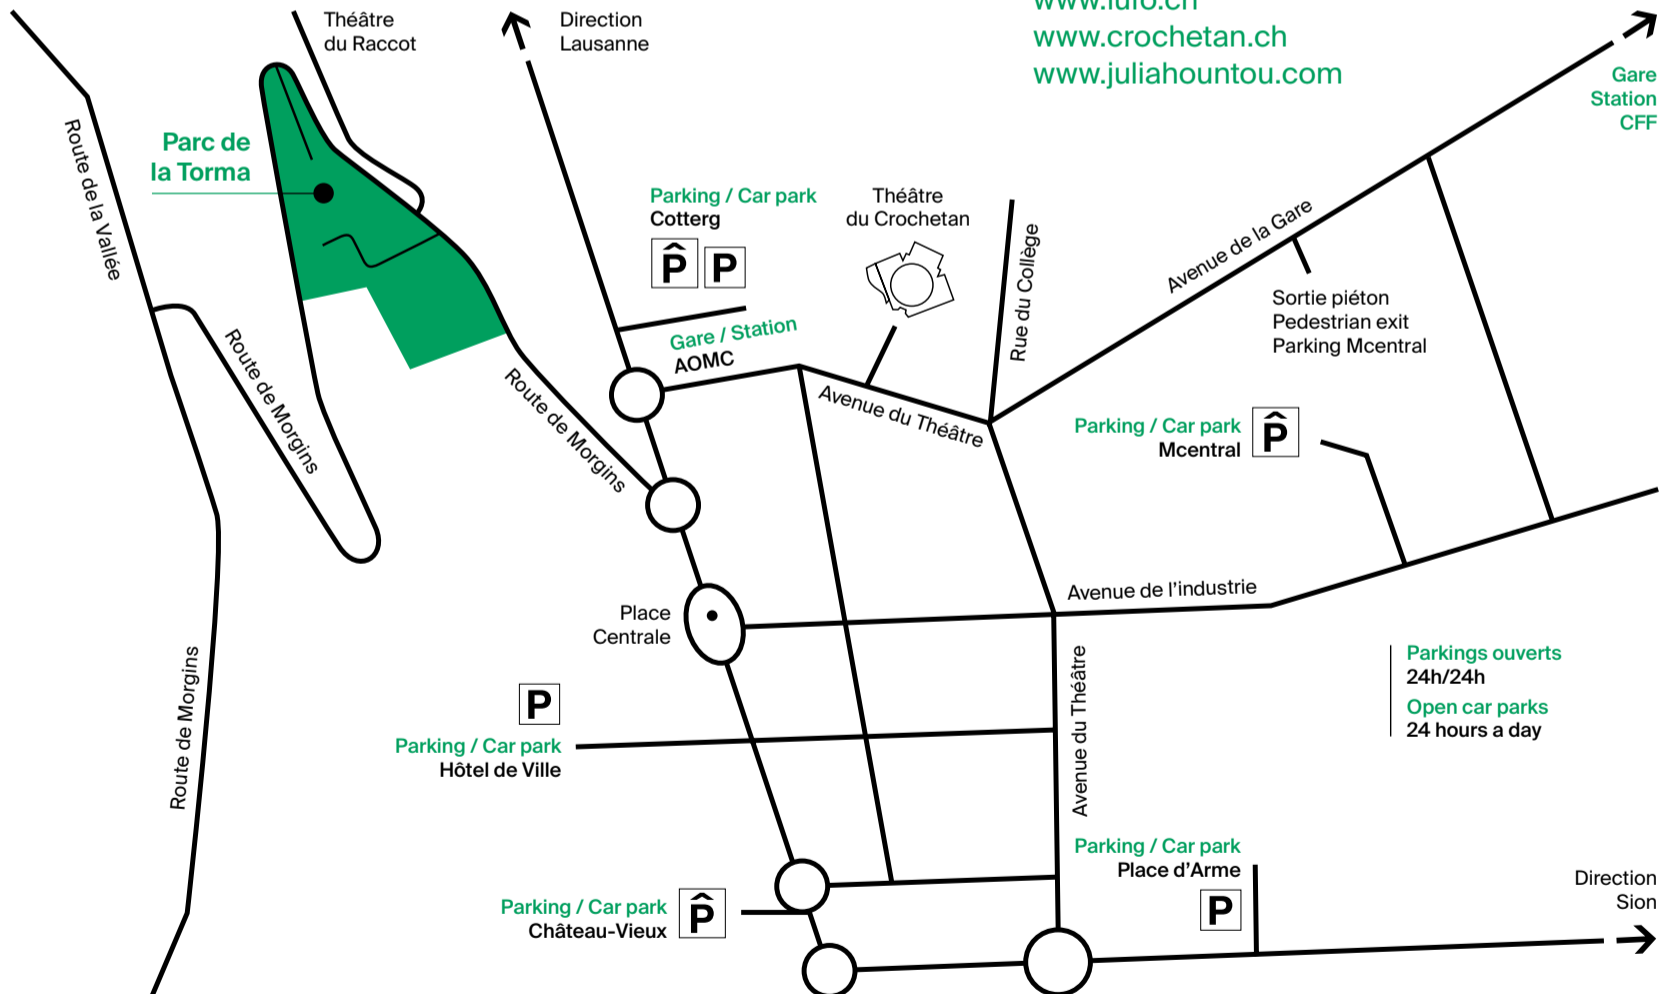 www.lufo.ch
www.crochetan.ch
www.juliahountou.com
Théâtre
du Raccot
Direction
Lausanne
Gare
Station
CFF
Parc de
la Torma
Route de la Vallée
Parking / Car park
Cotterg
P P
Théâtre
du Crochetan
Rue du Collège
Avenue de la Gare
Sortie piéton
Pedestrian exit
Parking Mcentral
Gare / Station
AOMC
Route de Morgins
Route de Morgins
Avenue du Théâtre
Parking / Car park
Mcentral
P
Avenue de l’industrie
Place
Centrale
Route de Morgins
P
Parking / Car park
Hôtel de Ville
Avenue du Théâtre
Parkings ouverts
24h/24h
Open car parks
24 hours a day
Parking / Car park
Place d’Arme
P
Parking / Car park
Château-Vieux
P
Direction
Sion